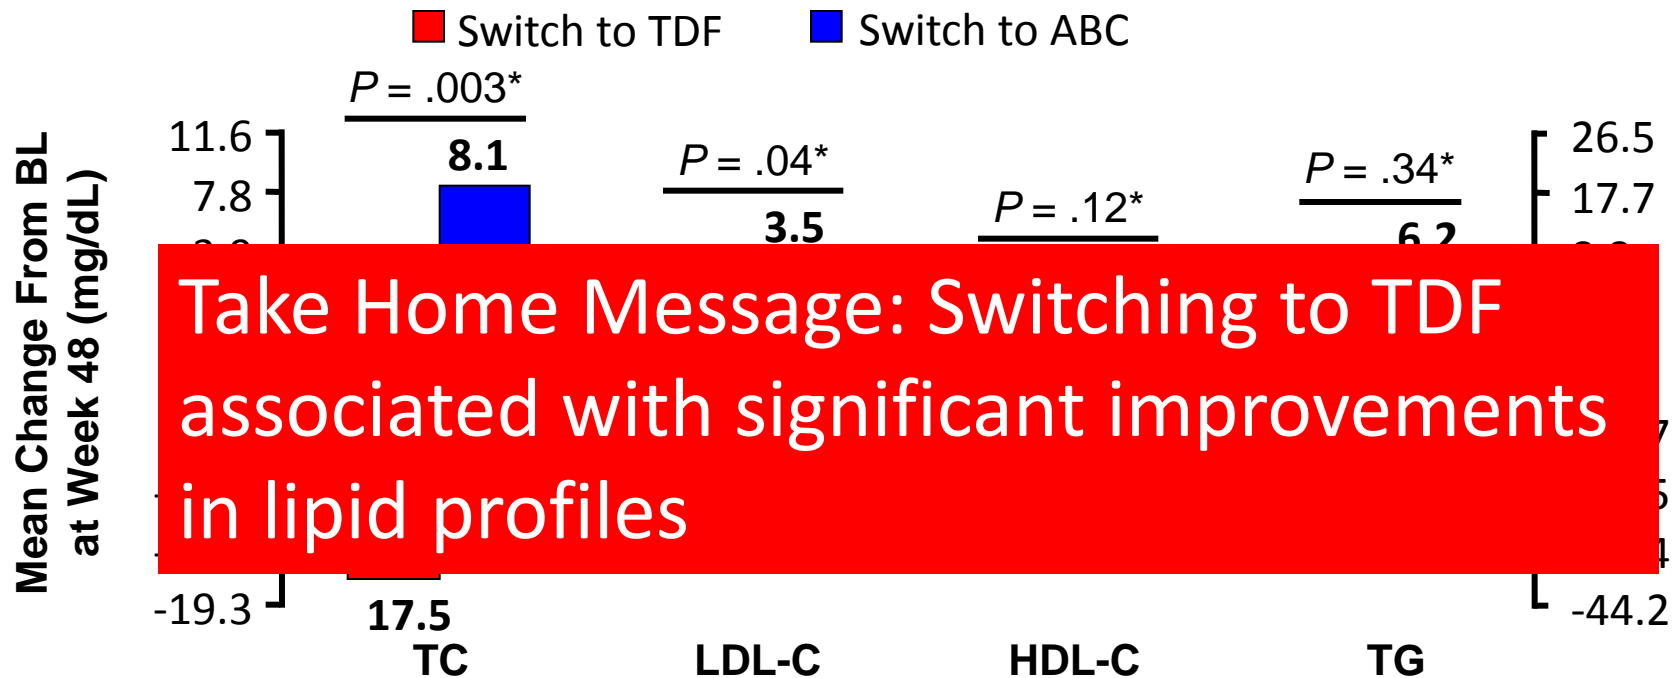 Switch to TDF Switch to ABC
P = .003*
P = .04*
P = .12*
P = .34*
Mean Change From BL
at Week 48 (mg/dL)
11.6
7.8
-19.3
8.1
3.5
6.2
26.5
17.7
-44.2
Take Home Message: Switching to TDF
associated with significant improvements
in lipid profiles
17.5
TC LDL-C HDL-C TG